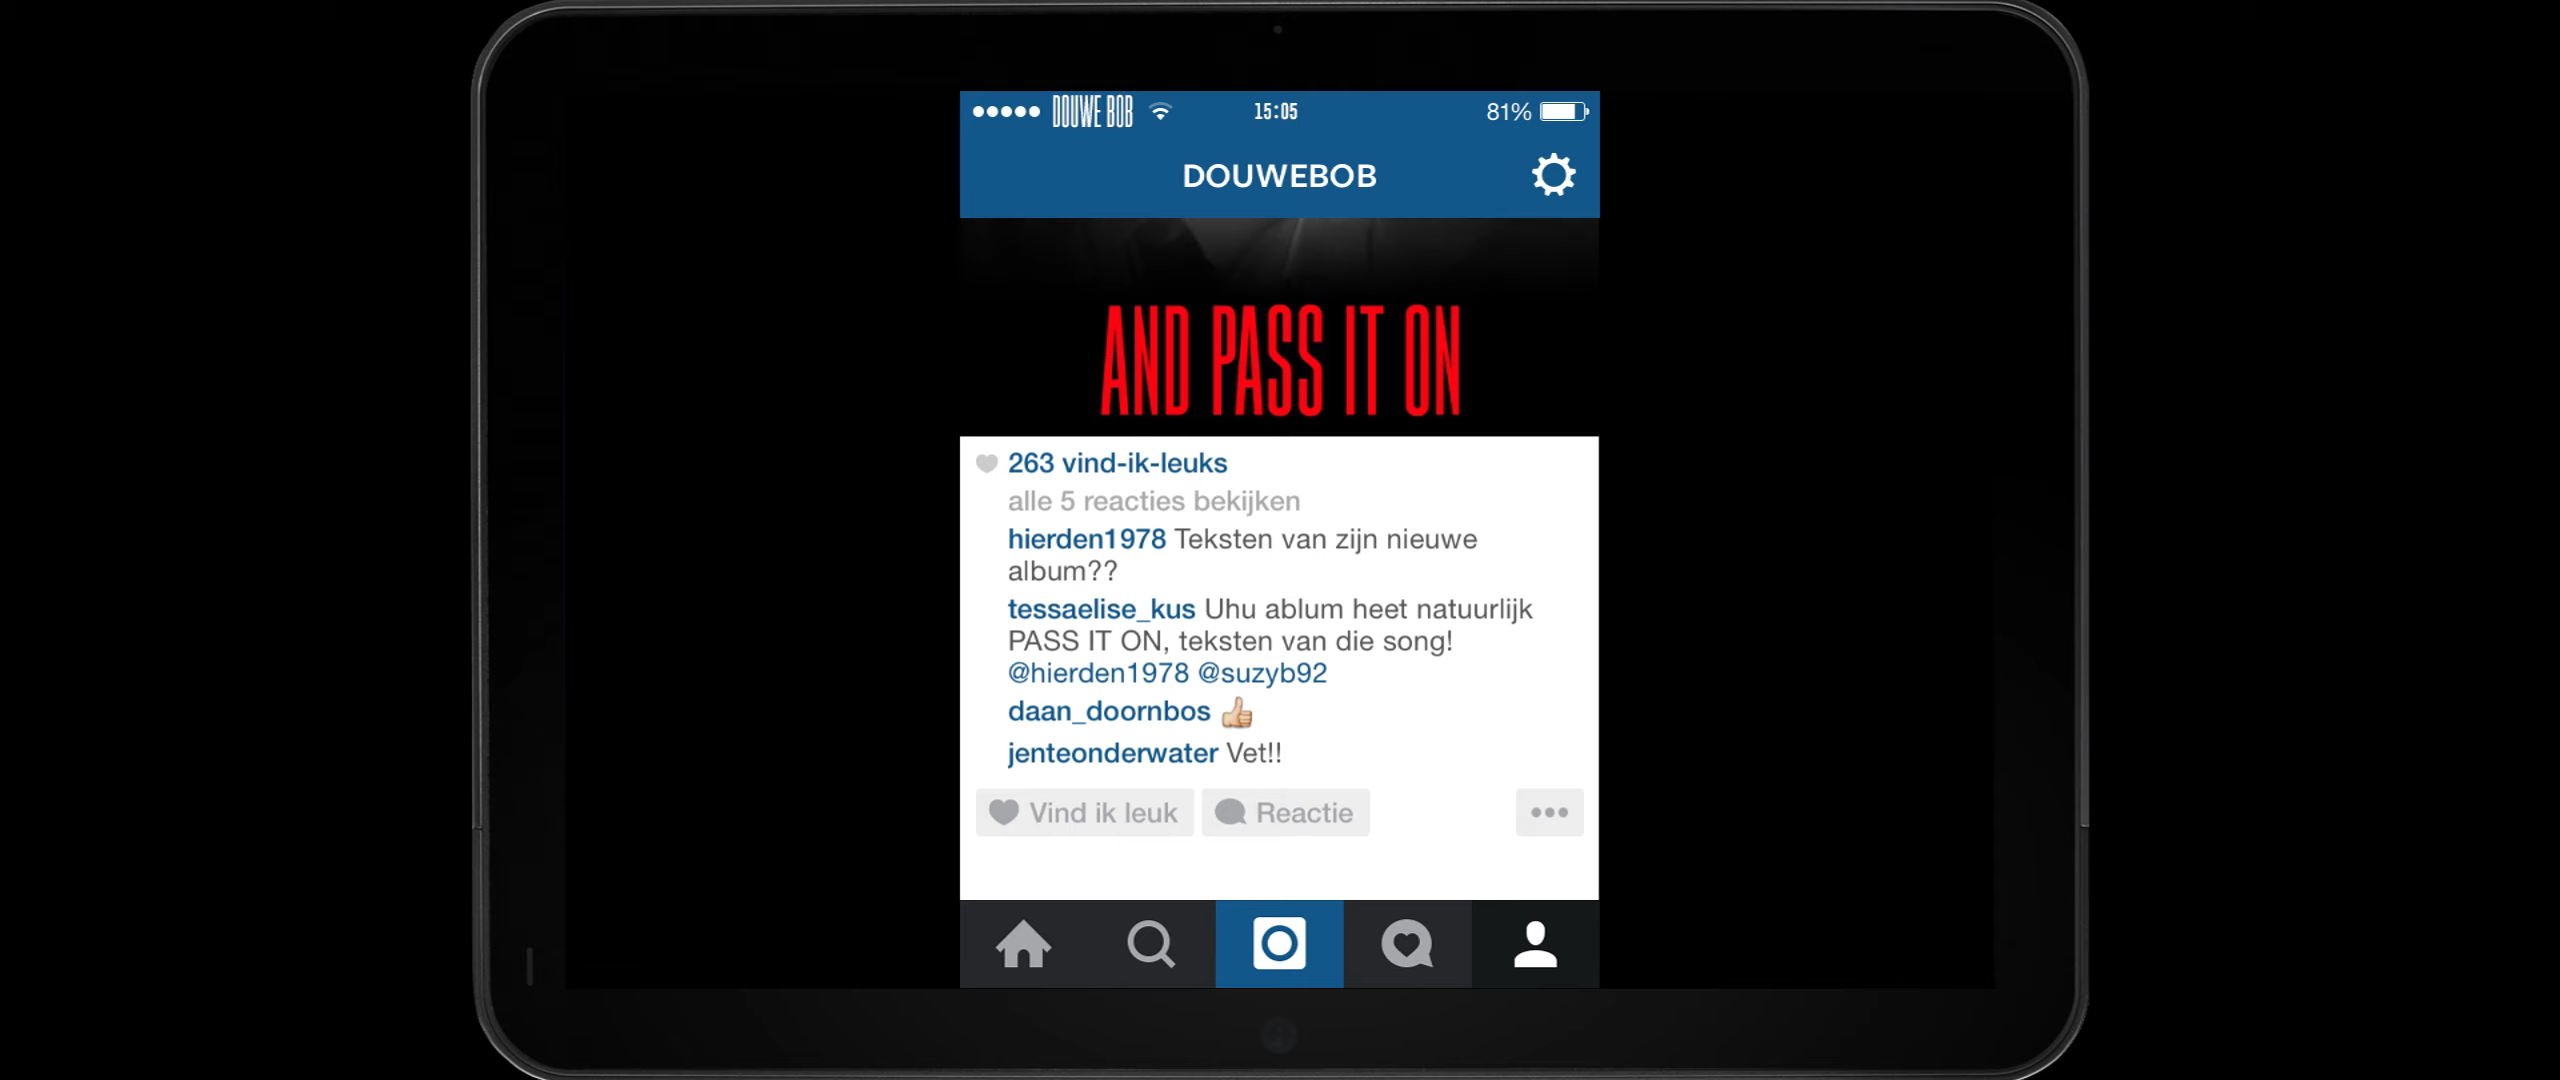 DOUWE BOB 15:05 81%
DOUWEBOB
AND PASS IT ON
263 vind-ik-leuks
alle 5 reacties bekijken
hierden1978 Teksten van zijn nieuwe
album??
tessaelise_kus Uhu ablum heet natuurlijk
PASS IT ON, teksten van die song!
@hierden1978 @suzyb92
daan_doornbos 👍
jenteonderwater Vet!!
Vind ik leuk Reactie